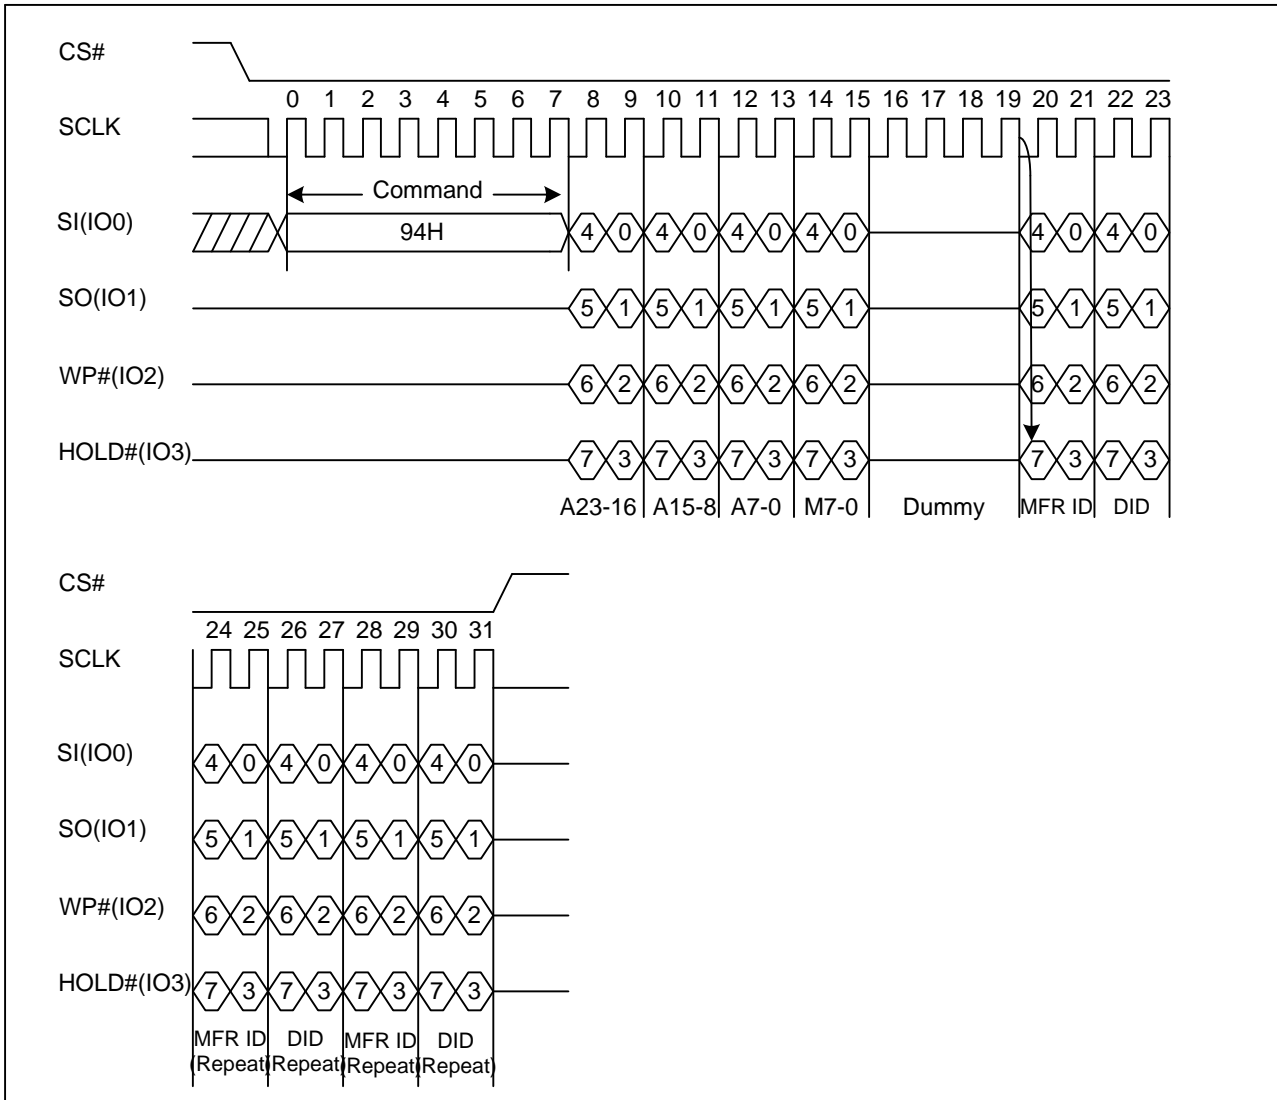 CS#
0 1 2 3 4 5 6 7 8 9 10 11 12 13 14 15 16 17 18 19 20 21 22 23
SCLK
Command
SI(IO0)
94H
4 0 4 0 4 0 4 0 4 0 4 0
SO(IO1)
5 1 5 1 5 1 5 1 5 1 5 1
WP#(IO2)
6 2 6 2 6 2 6 2 6 2 6 2
HOLD#(IO3)
7 3 7 3 7 3 7 3 7 3 7 3
A23-16 A15-8 A7-0 M7-0 Dummy MFR ID DID
CS#
24 25 26 27 28 29 30 31
SCLK
SI(IO0)
4 0 4 0 4 0 4 0
SO(IO1)
5 1 5 1 5 1 5 1
WP#(IO2)
6 2 6 2 6 2 6 2
HOLD#(IO3)
7 3 7 3 7 3 7 3
MFR ID DID MFR ID DID
(Repeat) (Repeat) (Repeat) (Repeat)